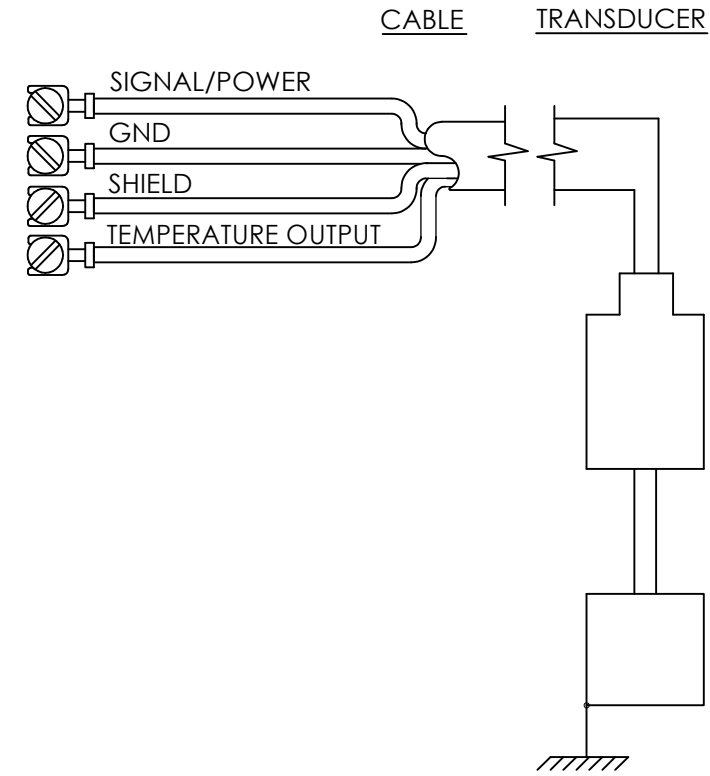 CABLE TRANSDUCER
SIGNAL/POWER
GND
SHIELD
TEMPERATURE OUTPUT